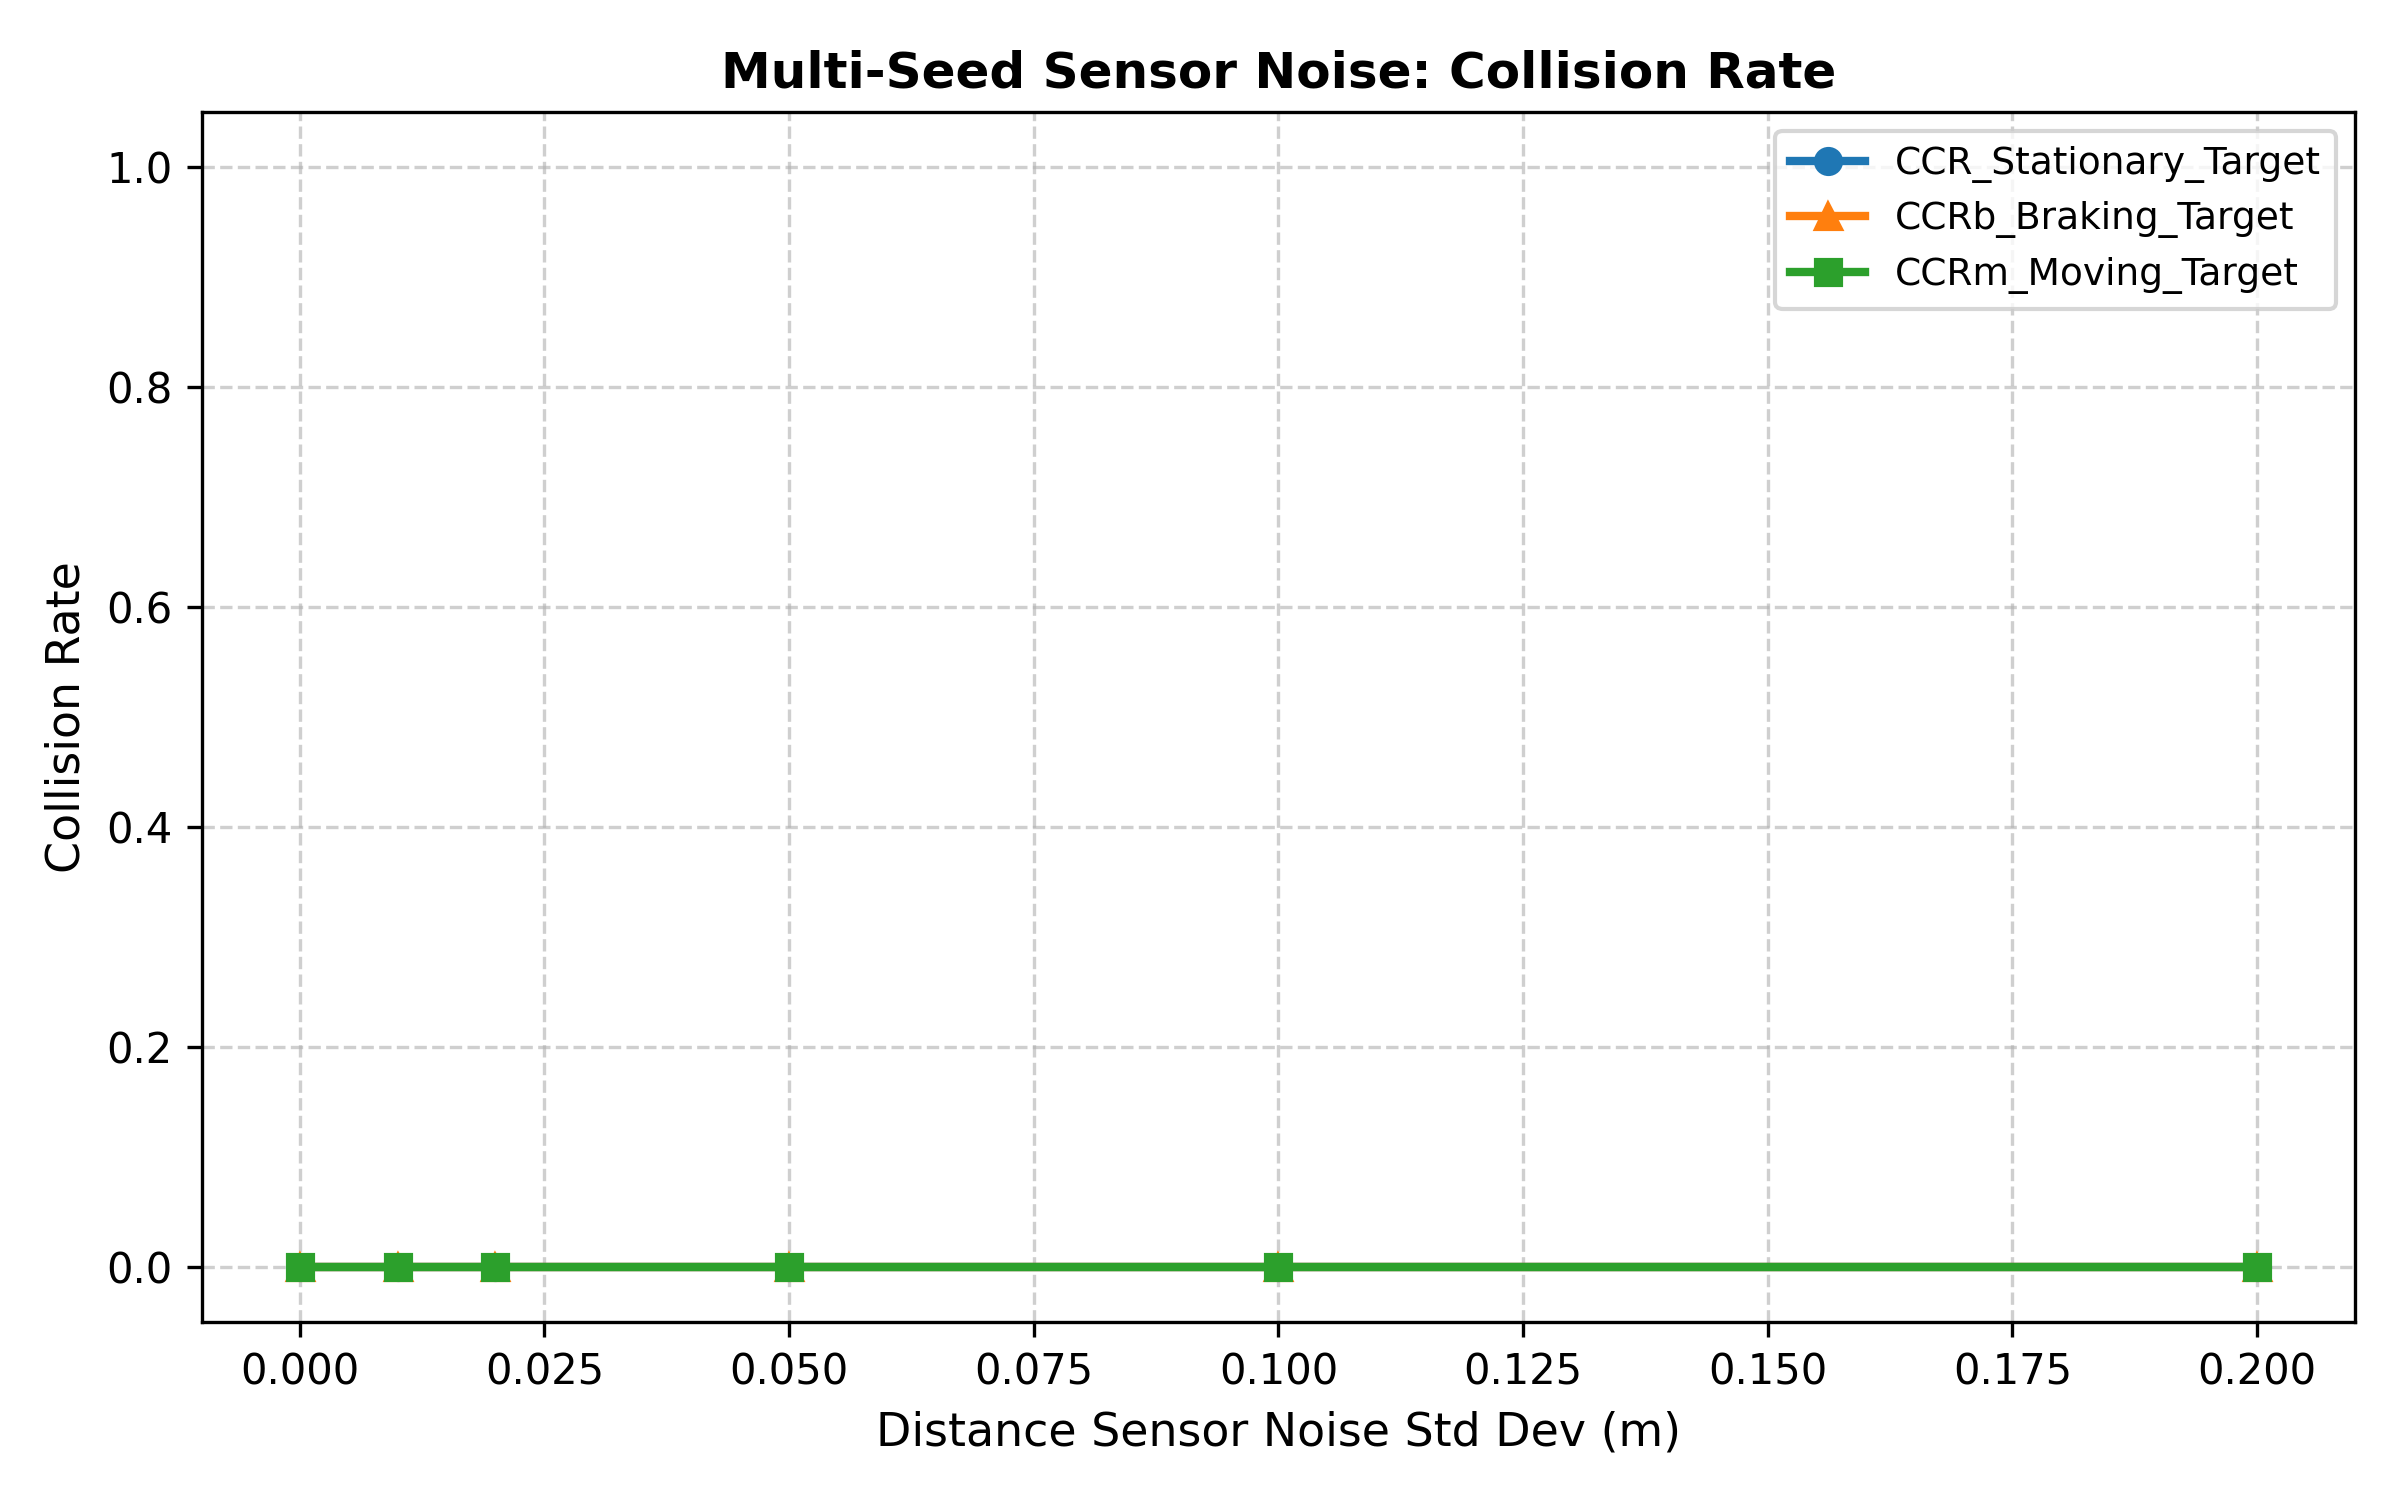 Multi-Seed Sensor Noise: Collision Rate
CCR_Stationary_Target
CCRb_Braking_Target
CCRm_Moving_Target
Collision Rate
1.0
0.8
0.6
0.4
0.2
0.0
0.000 0.025 0.050 0.075 0.100 0.125 0.150 0.175 0.200
Distance Sensor Noise Std Dev (m)